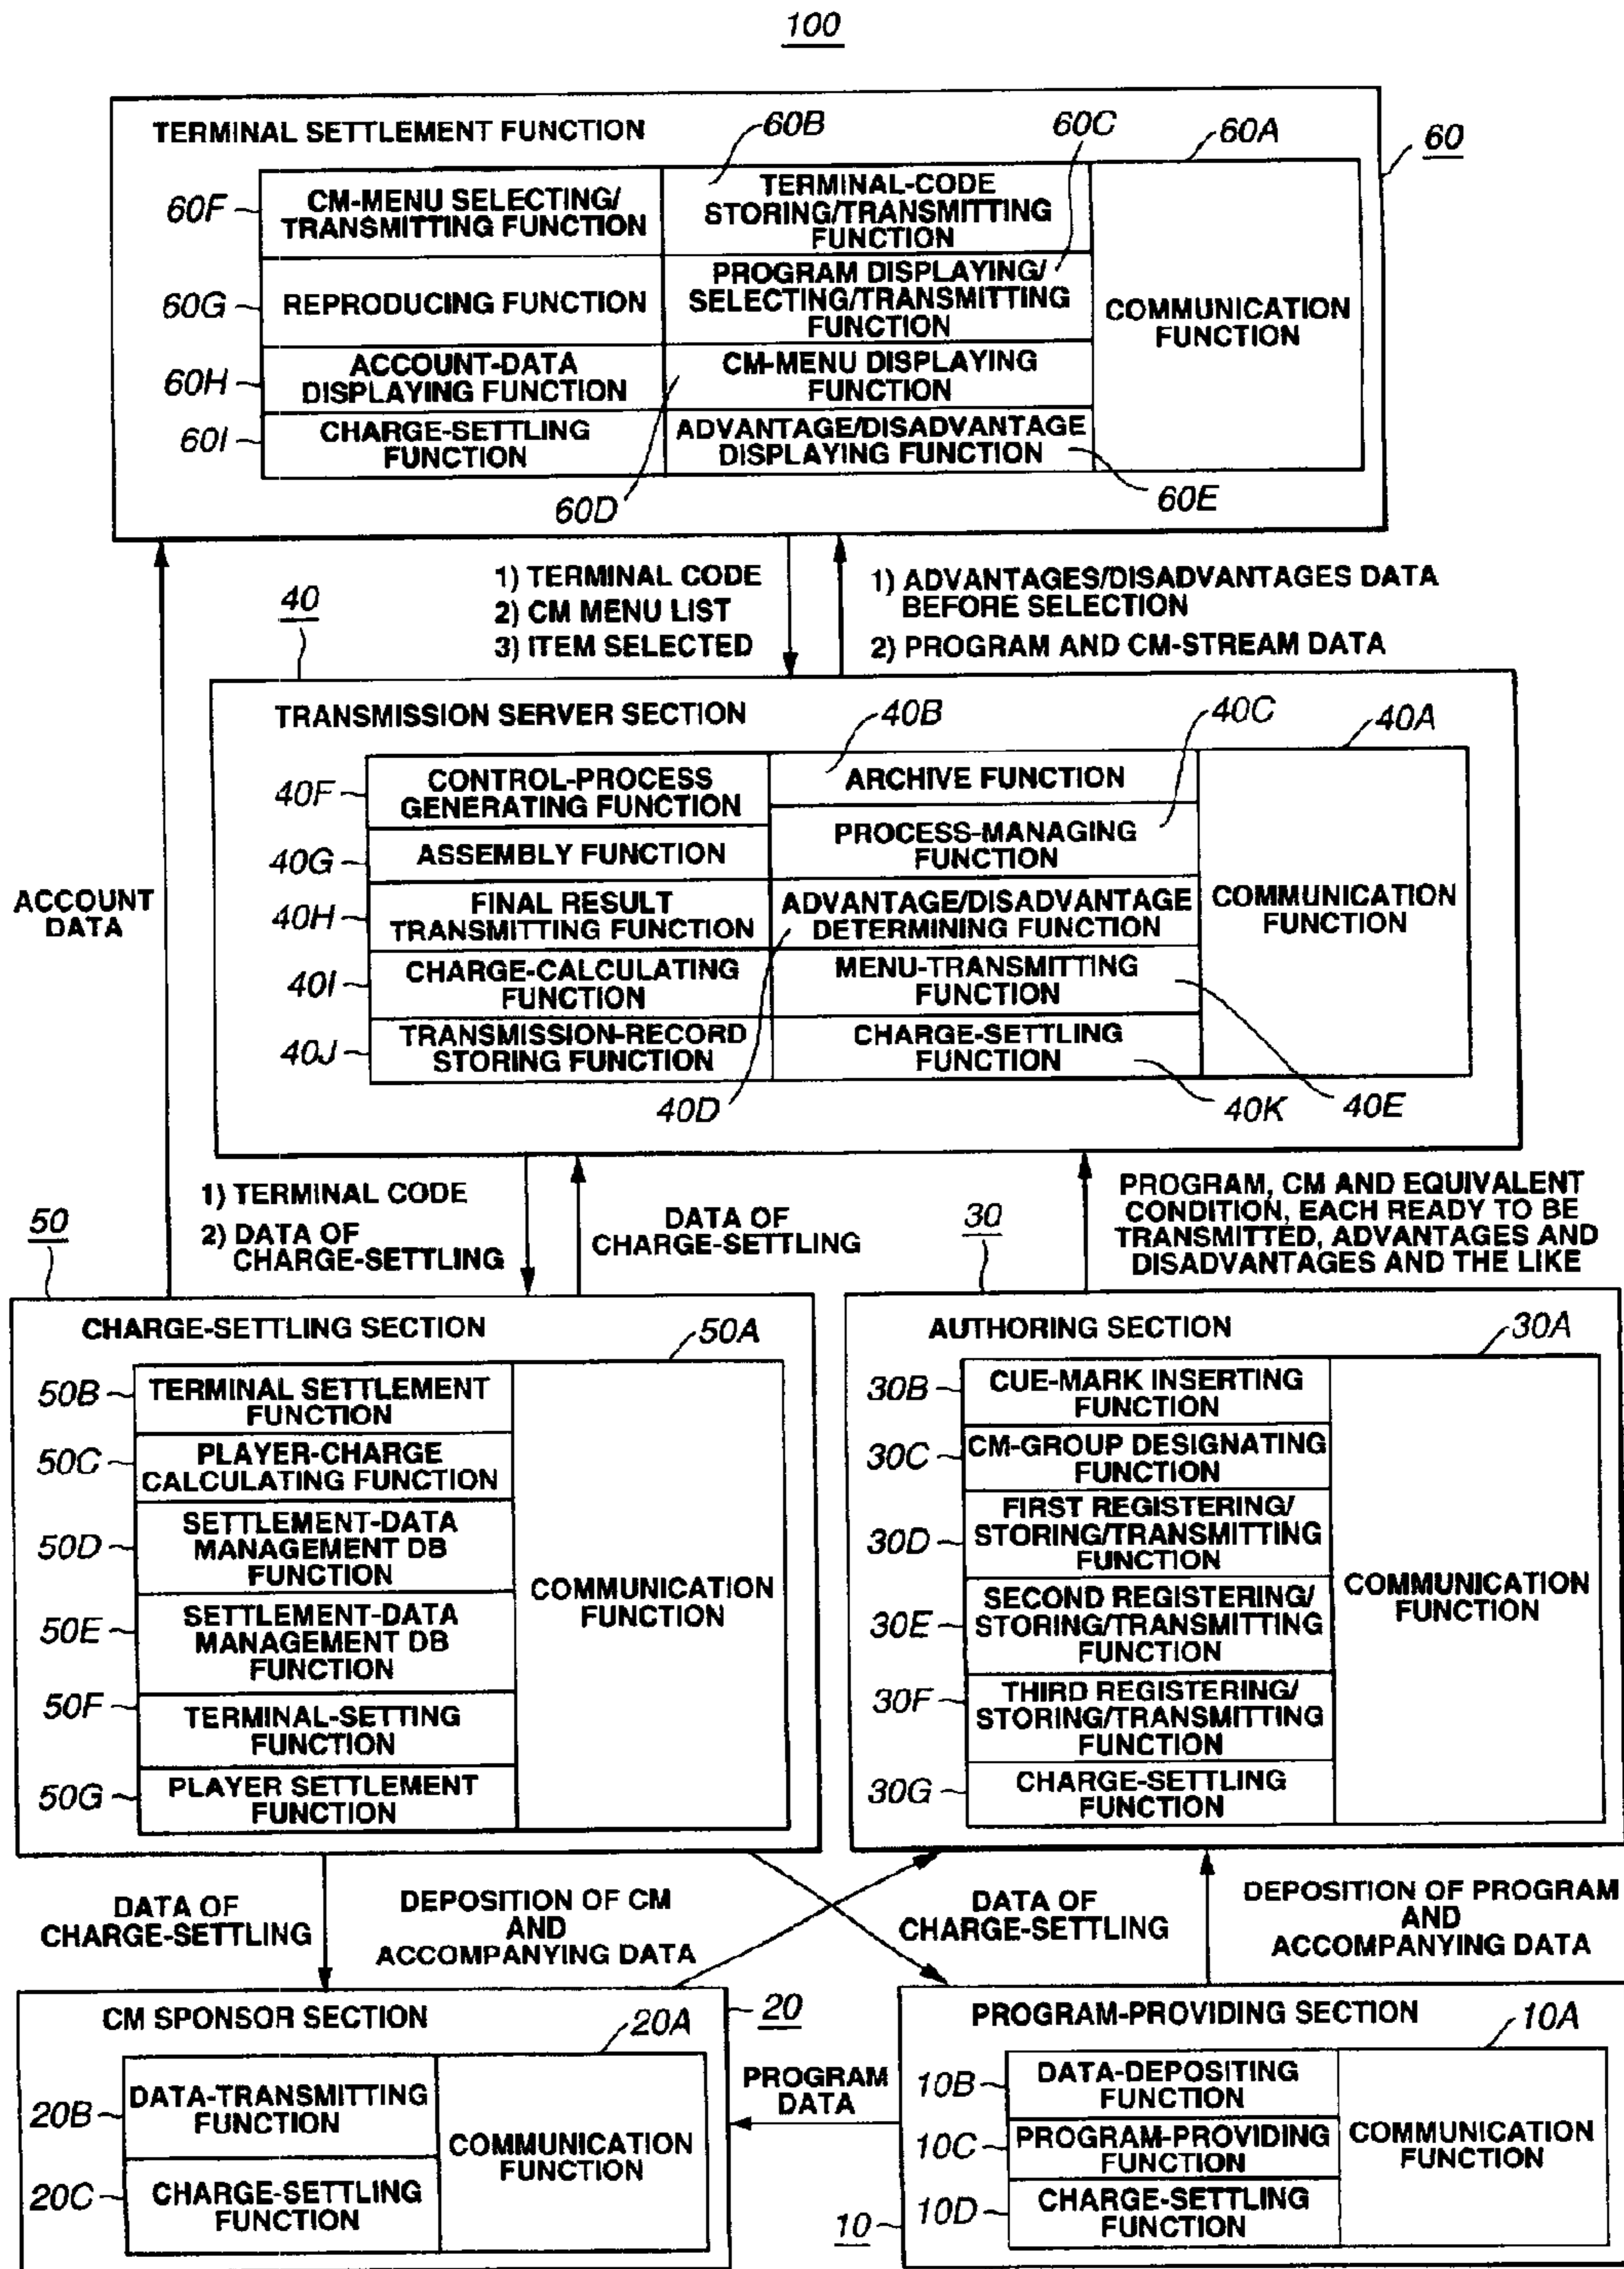 100
TERMINAL SETTLEMENT FUNCTION
60B
60C
60A
60
60F
CM-MENU SELECTING/
TRANSMITTING FUNCTION
TERMINAL-CODE
STORING/TRANSMITTING
FUNCTION
60G
REPRODUCING FUNCTION
PROGRAM DISPLAYING/
SELECTING/TRANSMITTING
FUNCTION
COMMUNICATION
FUNCTION
60H
ACCOUNT-DATA
DISPLAYING FUNCTION
CM-MENU DISPLAYING
FUNCTION
60I
CHARGE-SETTLING
FUNCTION
ADVANTAGE/DISADVANTAGE
DISPLAYING FUNCTION
60D
60E
1) TERMINAL CODE
2) CM MENU LIST
3) ITEM SELECTED
1) ADVANTAGES/DISADVANTAGES DATA
BEFORE SELECTION
2) PROGRAM AND CM-STREAM DATA
40
TRANSMISSION SERVER SECTION
40B
40C
40A
40F
CONTROL-PROCESS
GENERATING FUNCTION
ARCHIVE FUNCTION
40G
ASSEMBLY FUNCTION
PROCESS-MANAGING
FUNCTION
40H
FINAL RESULT
TRANSMITTING FUNCTION
ADVANTAGE/DISADVANTAGE
DETERMINING FUNCTION
COMMUNICATION
FUNCTION
40I
CHARGE-CALCULATING
FUNCTION
MENU-TRANSMITTING
FUNCTION
40J
TRANSMISSION-RECORD
STORING FUNCTION
CHARGE-SETTLING
FUNCTION
40D
40K
40E
ACCOUNT
DATA
1) TERMINAL CODE
2) DATA OF
CHARGE-SETTLING
DATA OF
CHARGE-SETTLING
PROGRAM, CM AND EQUIVALENT
CONDITION, EACH READY TO BE
TRANSMITTED, ADVANTAGES AND
DISADVANTAGES AND THE LIKE
50
CHARGE-SETTLING SECTION
50A
50B
TERMINAL SETTLEMENT
FUNCTION
50C
PLAYER-CHARGE
CALCULATING FUNCTION
50D
SETTLEMENT-DATA
MANAGEMENT DB
FUNCTION
50E
SETTLEMENT-DATA
MANAGEMENT DB
FUNCTION
50F
TERMINAL-SETTING
FUNCTION
50G
PLAYER SETTLEMENT
FUNCTION
COMMUNICATION
FUNCTION
30
AUTHORING SECTION
30A
30B
CUE-MARK INSERTING
FUNCTION
30C
CM-GROUP DESIGNATING
FUNCTION
30D
FIRST REGISTERING/
STORING/TRANSMITTING
FUNCTION
30E
SECOND REGISTERING/
STORING/TRANSMITTING
FUNCTION
30F
THIRD REGISTERING/
STORING/TRANSMITTING
FUNCTION
30G
CHARGE-SETTLING
FUNCTION
COMMUNICATION
FUNCTION
DATA OF
CHARGE-SETTLING
DEPOSITION OF CM
AND
ACCOMPANYING DATA
DATA OF
CHARGE-SETTLING
DEPOSITION OF PROGRAM
AND
ACCOMPANYING DATA
CM SPONSOR SECTION
20
20A
20B
DATA-TRANSMITTING
FUNCTION
20C
CHARGE-SETTLING
FUNCTION
COMMUNICATION
FUNCTION
PROGRAM
DATA
PROGRAM-PROVIDING SECTION
10A
10B
DATA-DEPOSITING
FUNCTION
10C
PROGRAM-PROVIDING
FUNCTION
10D
CHARGE-SETTLING
FUNCTION
COMMUNICATION
FUNCTION
10